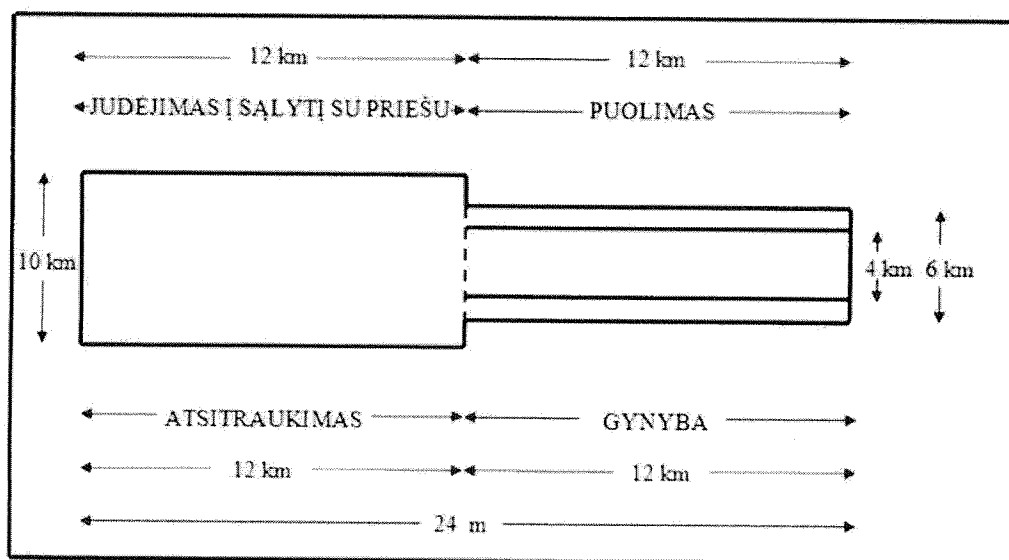 12 km 12 km
JUDĖJIMAS Į SĄLYTĮ SU PRIEŠU PUOLIMAS
10 km 4 km 6 km
ATSITRAUKIMAS GYNYBA
12 km 12 km
24 m